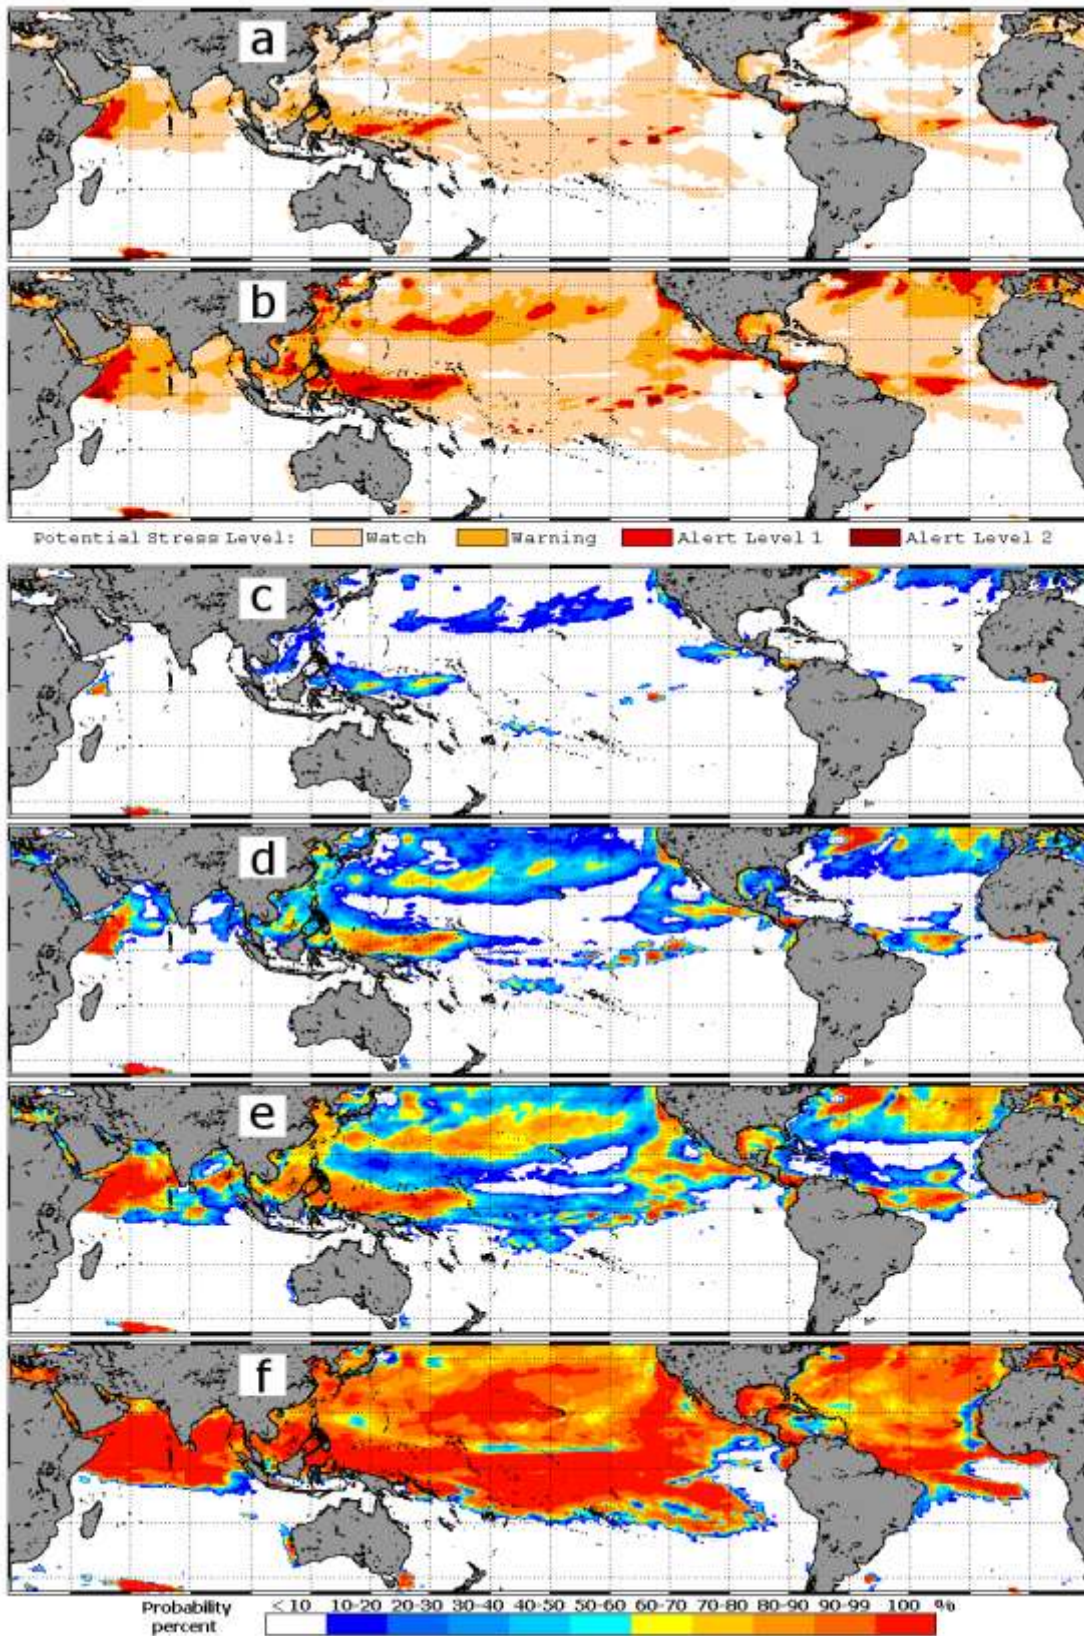 a
b
Potential Stress Level: Watch Warning Alert Level 1 Alert Level 2
c
d
e
f
Probability percent < 10 10-20 20-30 30-40 40-50 50-60 60-70 70-80 80-90 90-99 100 %